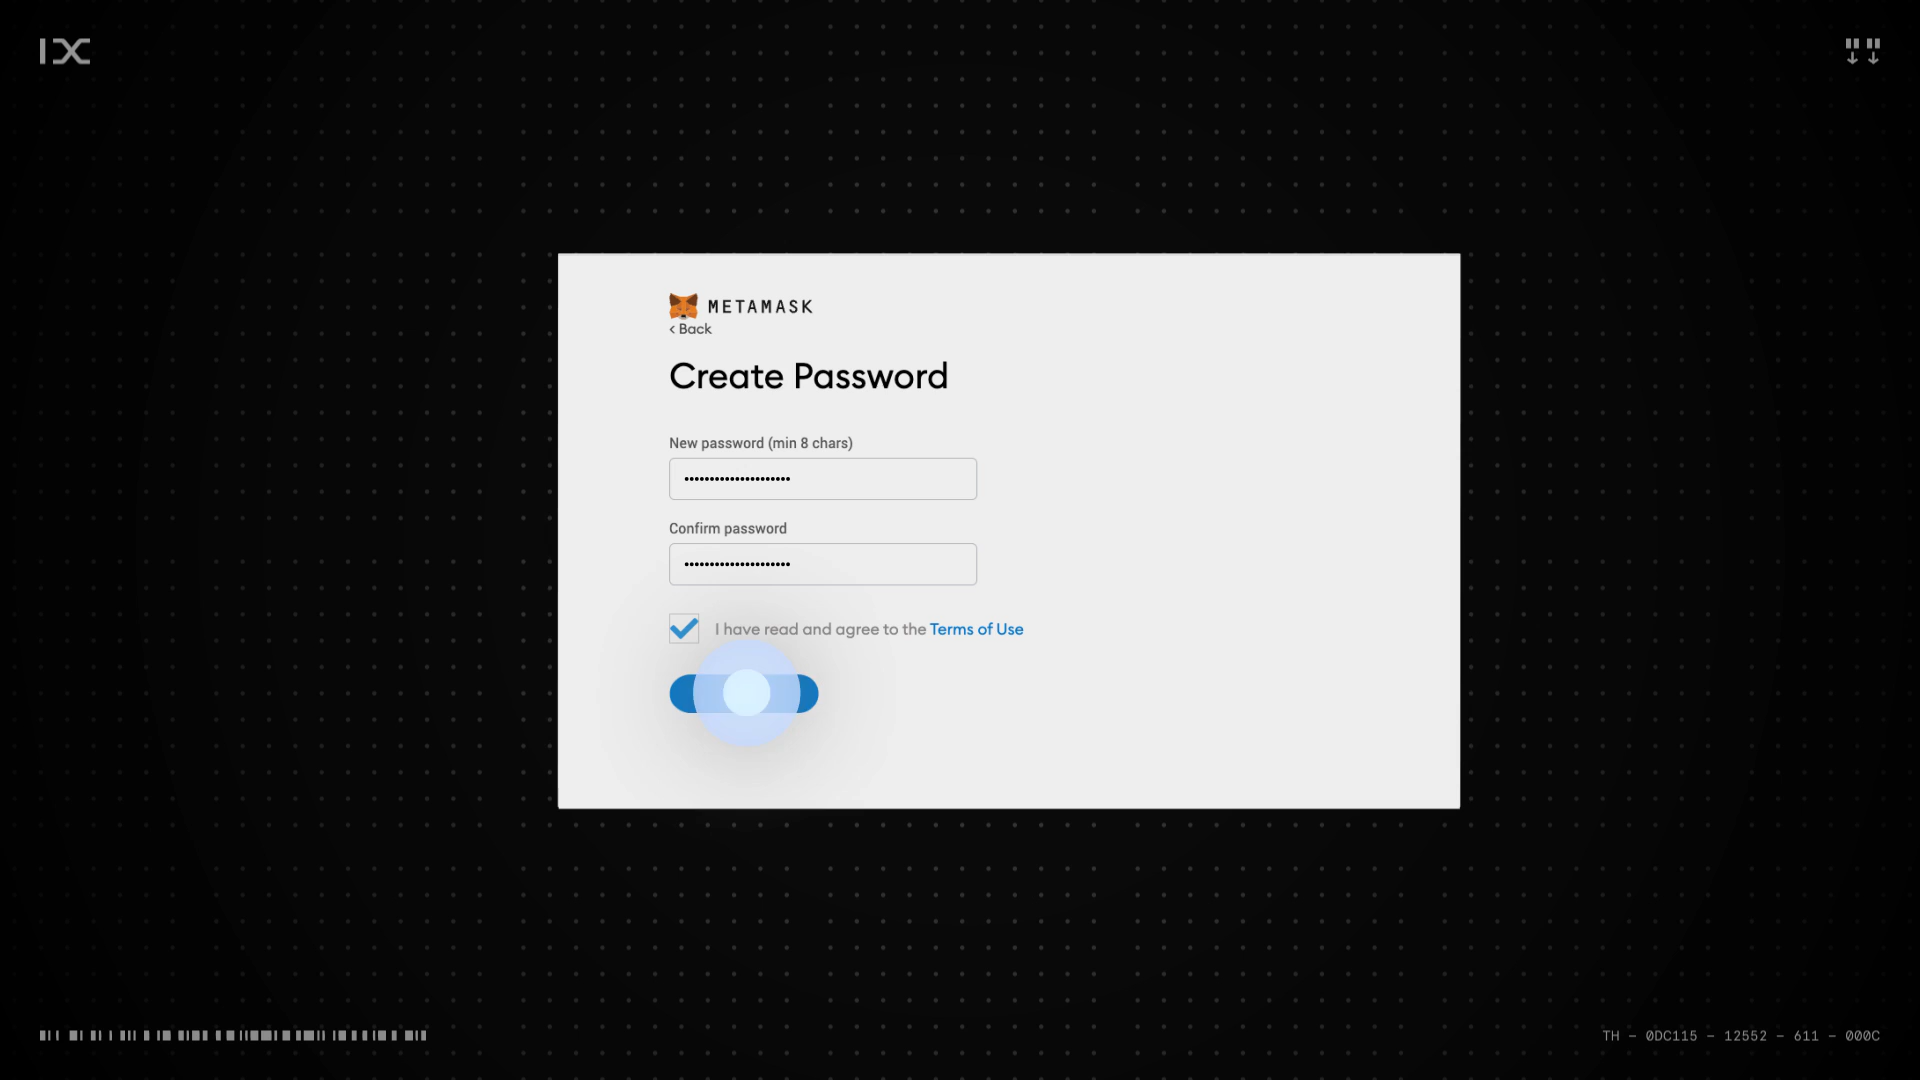 IX
METAMASK
< Back
Create Password
New password (min 8 chars)
Confirm password
I have read and agree to the Terms of Use
TH - 0DC115 - 12552 - 611 - 000C